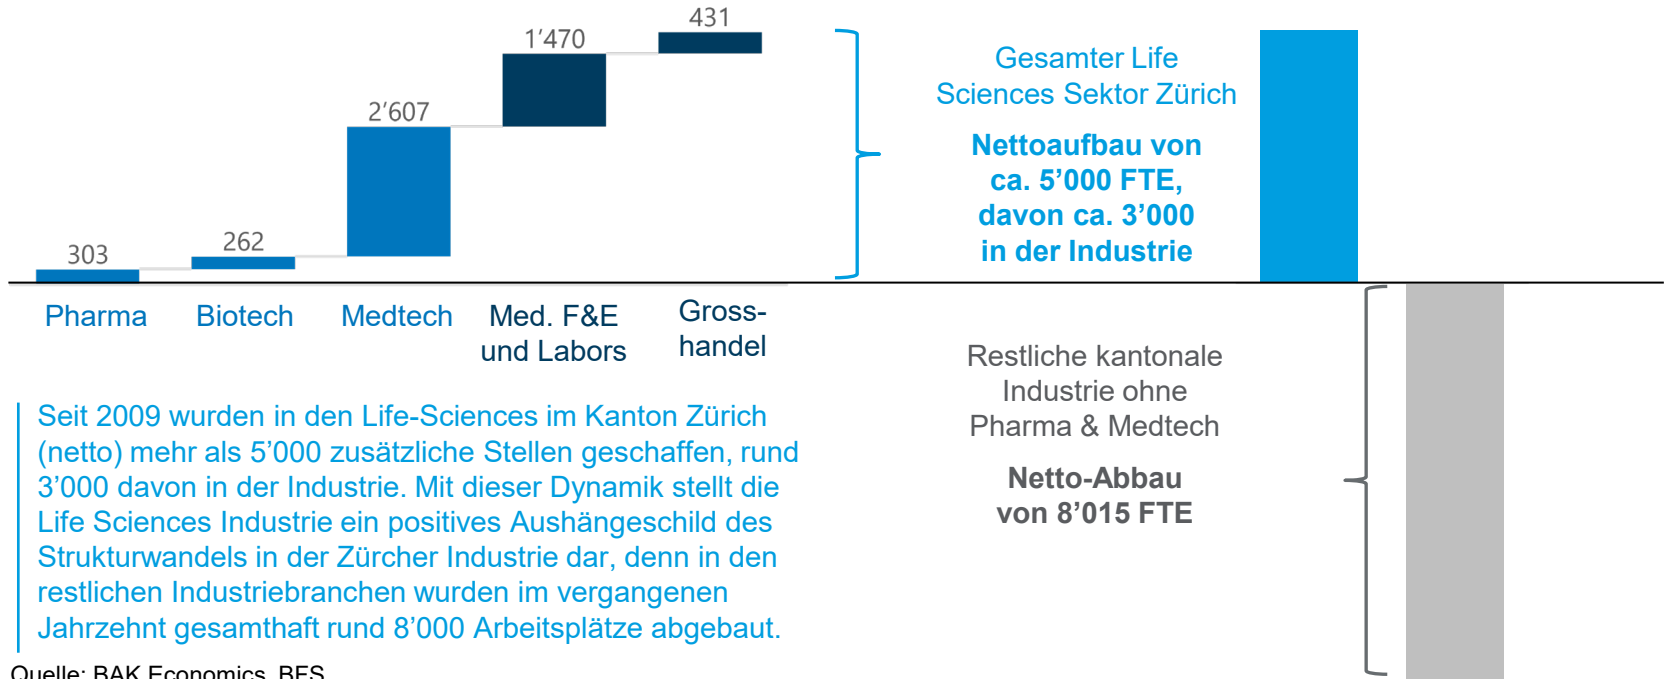 303
262
2’607
1’470
431
Pharma
Biotech
Medtech
Med. F&E
und Labors
Gross-
handel
Gesamter Life
Sciences Sektor Zürich
Nettoaufbau von
ca. 5’000 FTE,
davon ca. 3’000
in der Industrie
Restliche kantonale
Industrie ohne
Pharma & Medtech
Netto-Abbau
von 8’015 FTE
Seit 2009 wurden in den Life-Sciences im Kanton Zürich
(netto) mehr als 5’000 zusätzliche Stellen geschaffen, rund
3’000 davon in der Industrie. Mit dieser Dynamik stellt die
Life Sciences Industrie ein positives Aushängeschild des
Strukturwandels in der Zürcher Industrie dar, denn in den
restlichen Industriebranchen wurden im vergangenen
Jahrzehnt gesamthaft rund 8’000 Arbeitsplätze abgebaut.
Quelle: BAK Economics, BFS